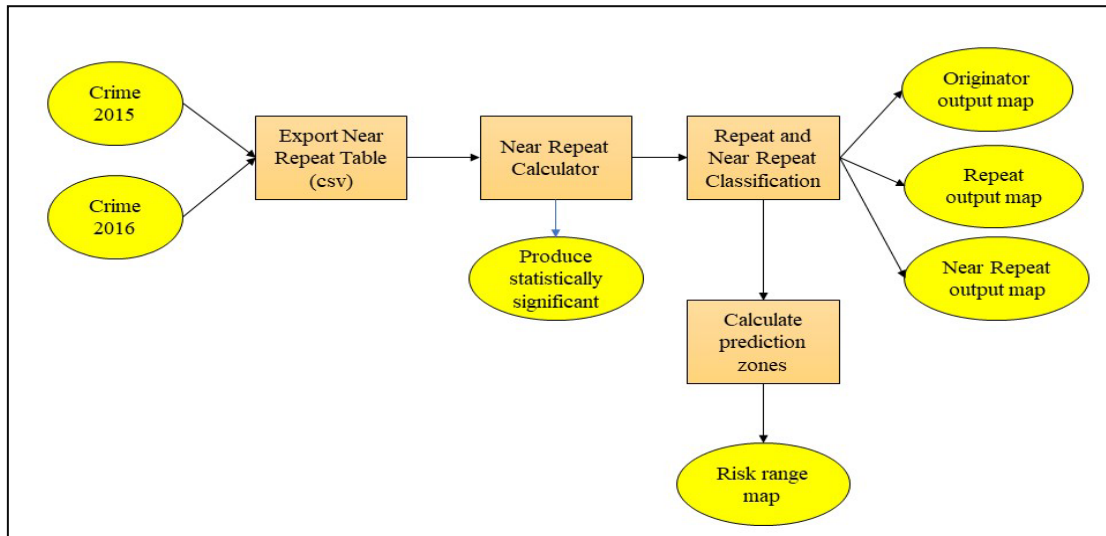 Crime
2015
Crime
2016
Export Near
Repeat Table
(csv)
Near Repeat
Calculator
Produce
statistically
significant
Repeat and
Near Repeat
Classification
Calculate
prediction
zones
Risk range
map
Originator
output map
Repeat
output map
Near Repeat
output map